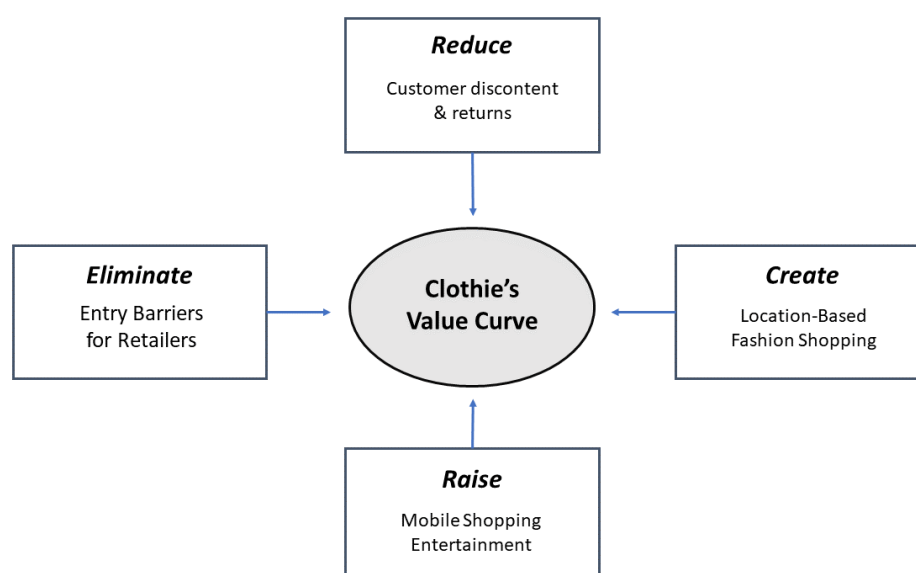 Reduce
Customer discontent
& returns
Eliminate
Entry Barriers
for Retailers
Clothie’s
Value Curve
Create
Location-Based
Fashion Shopping
Raise
Mobile Shopping
Entertainment